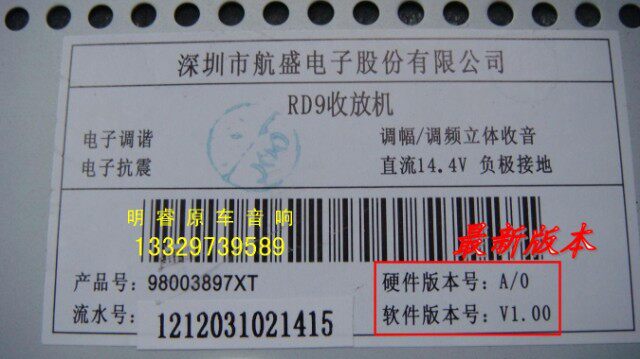 深圳市航盛电子股份有限公司
RD9收放机
电子调谐 调幅/调频立体收音
电子抗震 直流14.4V 负极接地
明睿原车音响
13329739589
最新版本
产品号: 98003897XT 硬件版本号: A/0
流水号: 1212031021415 软件版本号: V1.00